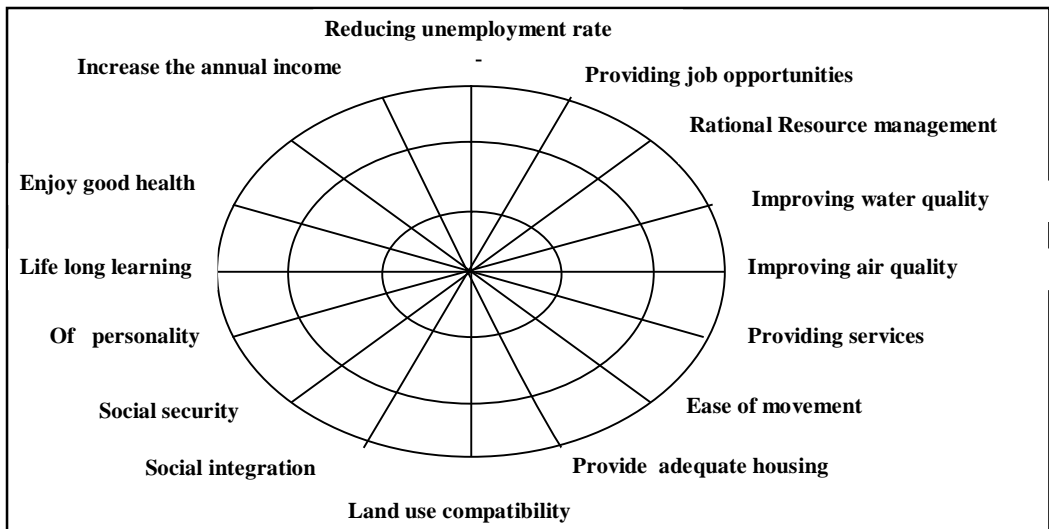 Reducing unemployment rate
-
Increase the annual income
Providing job opportunities
Rational Resource management
Enjoy good health
Improving water quality
Life long learning
Improving air quality
Of personality
Providing services
Social security
Ease of movement
Social integration
Provide adequate housing
Land use compatibility